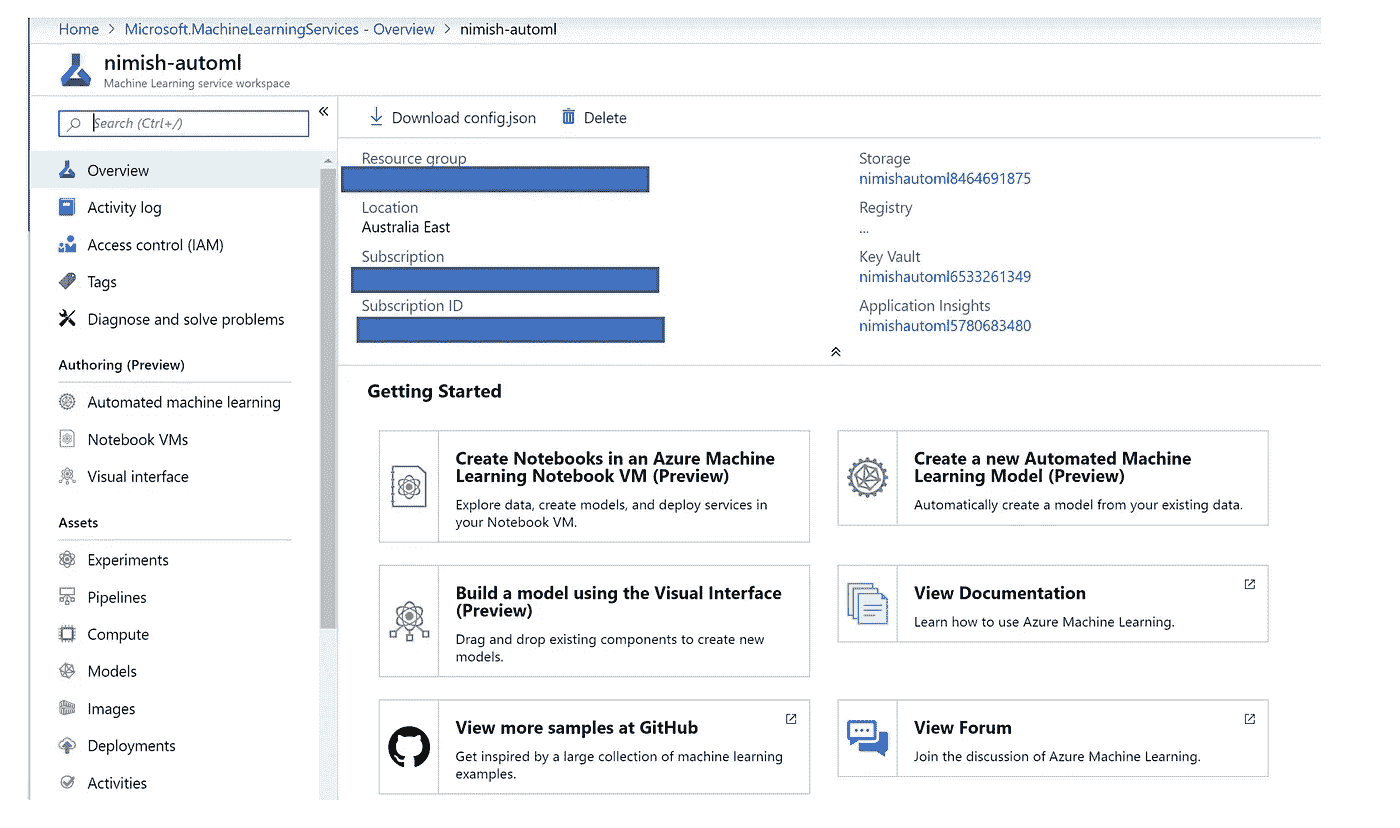 Home > Microsoft.MachineLearningServices - Overview > nimish-automl
nimish-automl
Machine Learning service workspace
Search (Ctrl+/)
Overview
Activity log
Access control (IAM)
Tags
Diagnose and solve problems
Authoring (Preview)
Automated machine learning
Notebook VMs
Visual interface
Assets
Experiments
Pipelines
Compute
Models
Images
Deployments
Activities
Download config.json
Delete
Resource group
Location
Australia East
Subscription
Subscription ID
Storage
nimishautoml8464691875
Registry
...
Key Vault
nimishautoml6533261349
Application Insights
nimishautoml5780683480
Getting Started
Create Notebooks in an Azure Machine
Learning Notebook VM (Preview)
Explore data, create models, and deploy services in
your Notebook VM.
Create a new Automated Machine
Learning Model (Preview)
Automatically create a model from your existing data.
Build a model using the Visual Interface
(Preview)
Drag and drop existing components to create new
models.
View Documentation
Learn how to use Azure Machine Learning.
View more samples at GitHub
Get inspired by a large collection of machine learning
examples.
View Forum
Join the discussion of Azure Machine Learning.